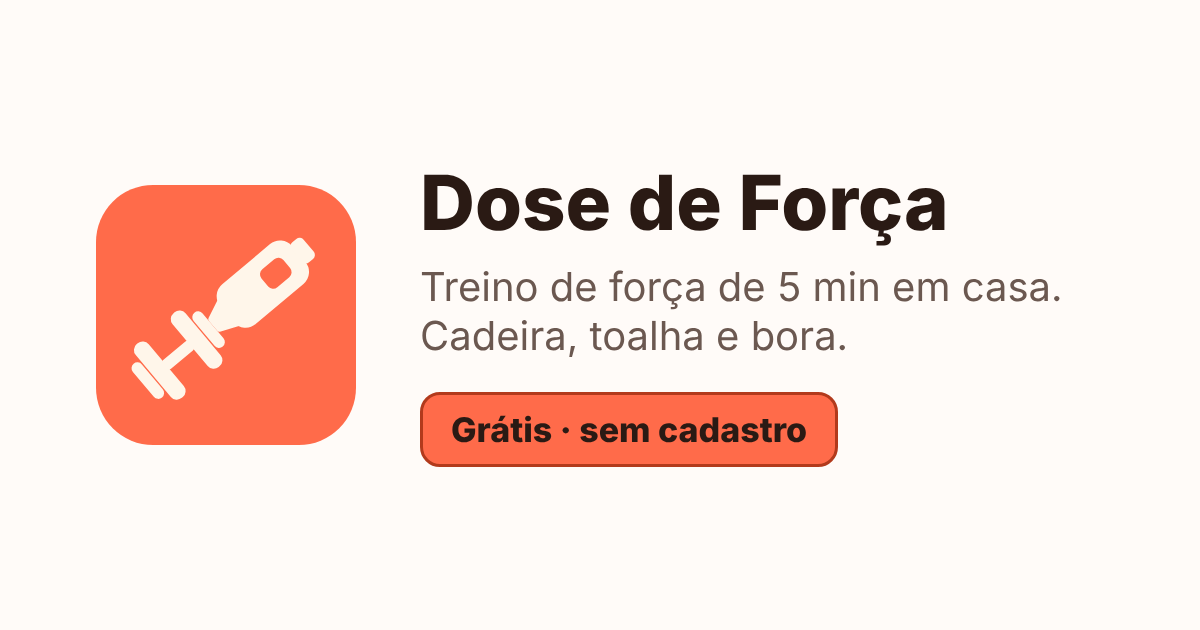 Dose de Força
Treino de força de 5 min em casa.
Cadeira, toalha e bora.
Grátis · sem cadastro